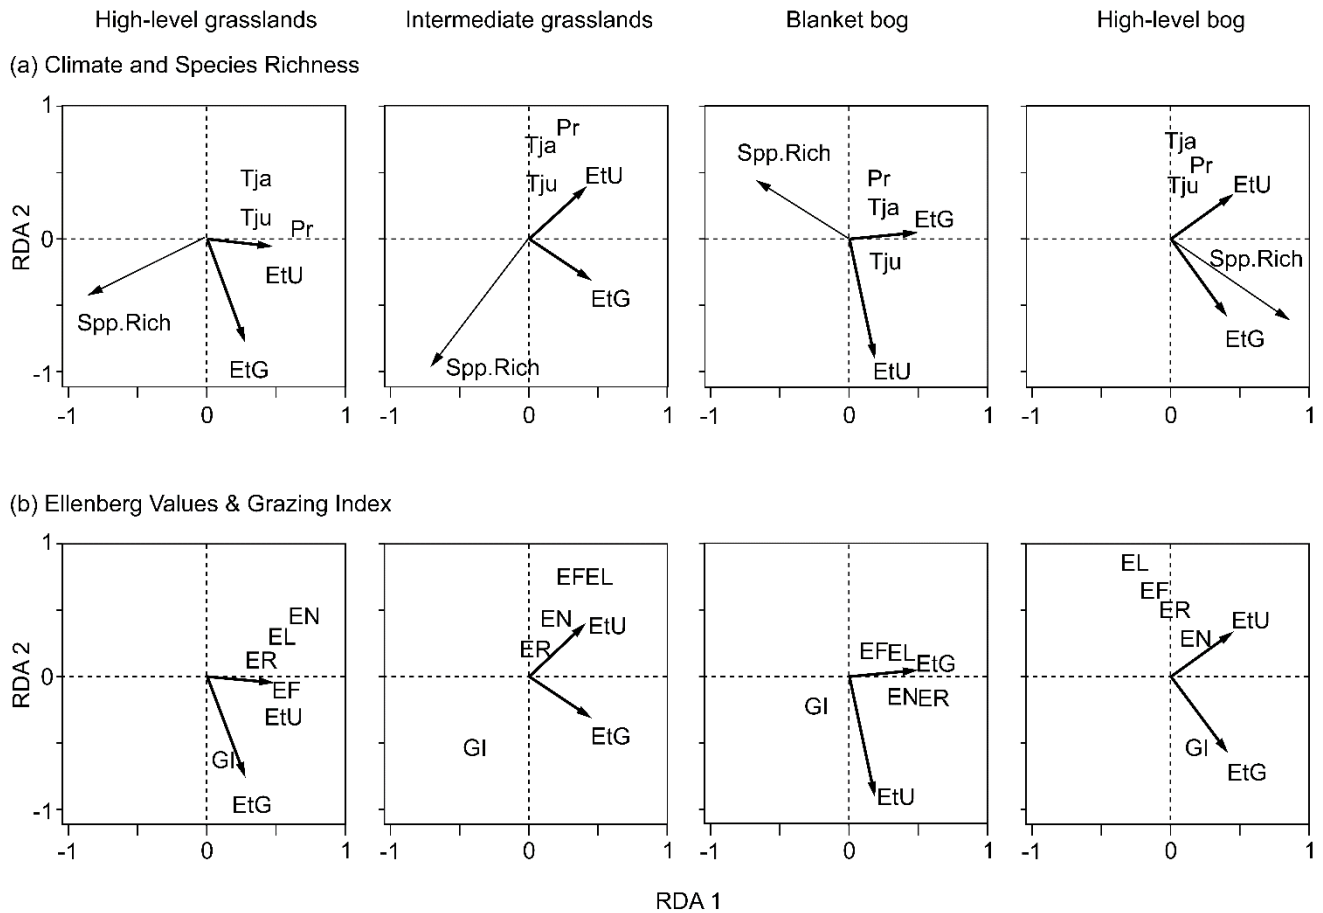 High-level grasslands Intermediate grasslands Blanket bog High-level bog
(a) Climate and Species Richness
RDA 2
1
0
-1
Tja
Tju
Pr
EtU
Spp.Rich
EtG
-1 0 1
Pr
Tja
Tju
EtU
EtG
Spp.Rich
-1 0 1
Spp.Rich
Pr
Tja
EtG
Tju
EtU
-1 0 1
Tja
Pr
Tju
EtU
Spp.Rich
EtG
-1 0 1
(b) Ellenberg Values & Grazing Index
RDA 2
1
0
-1
EN
EL
ER
EF
EtU
GI
EtG
-1 0 1
EFEL
EN
EtU
ER
EtG
GI
-1 0 1
EF EL
EtG
EN ER
GI
EtU
-1 0 1
EL
EF
ER
EtU
EN
GI
EtG
-1 0 1
RDA 1